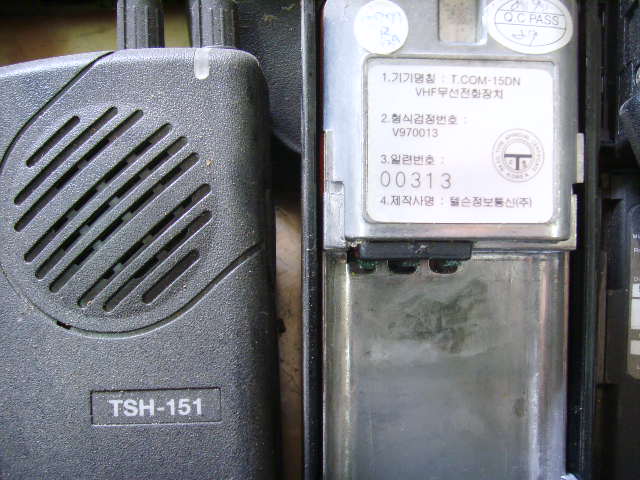 TSH-151
Q.C PASS
1.기기명칭 : T.COM-15DN
VHF무선전화장치
2.형식검정번호 :
V970013
3.일련번호 :
00313
4.제작사명 : 텔슨정보통신(주)